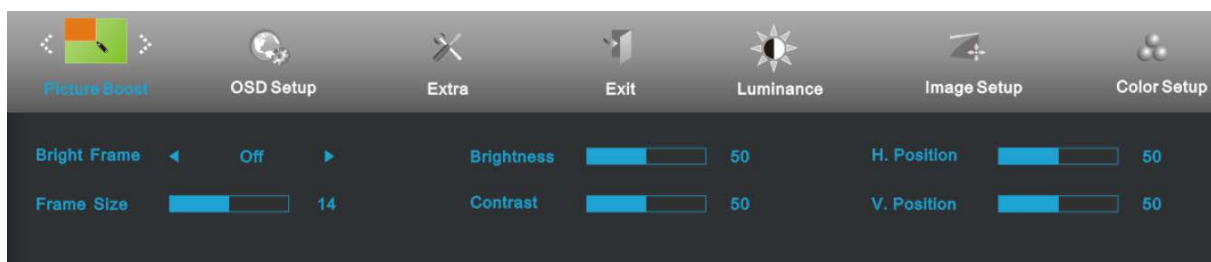 Picture Boost OSD Setup Extra Exit Luminance Image Setup Color Setup
Bright Frame Off Brightness 50 H. Position 50
Frame Size 14 Contrast 50 V. Position 50